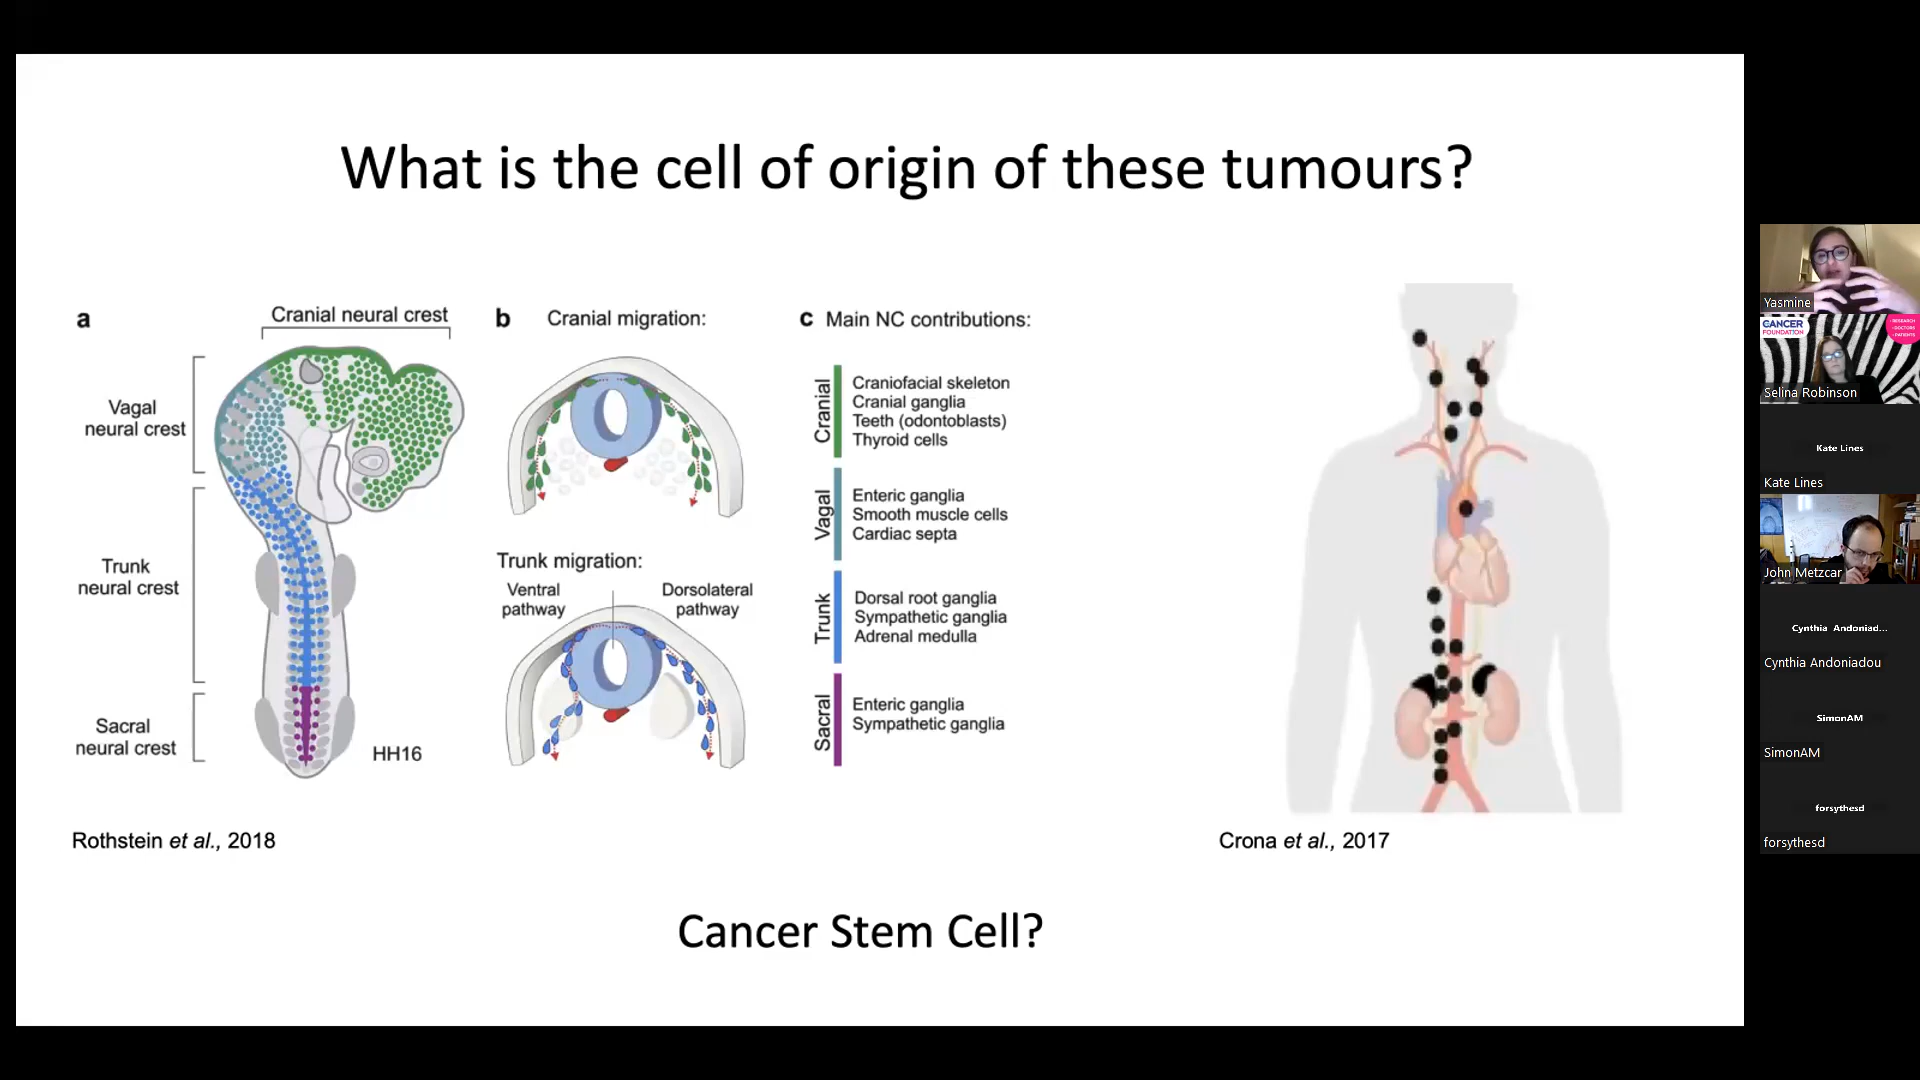 What is the cell of origin of these tumours?
a
Cranial neural crest
Vagal
neural crest
Trunk
neural crest
Sacral
neural crest
HH16
b
Cranial migration:
Trunk migration:
Ventral
pathway
Dorsolateral
pathway
c Main NC contributions:
Cranial
Craniofacial skeleton
Cranial ganglia
Teeth (odontoblasts)
Thyroid cells
Vagal
Enteric ganglia
Smooth muscle cells
Cardiac septa
Trunk
Dorsal root ganglia
Sympathetic ganglia
Adrenal medulla
Sacral
Enteric ganglia
Sympathetic ganglia
Rothstein et al., 2018
Crona et al., 2017
Cancer Stem Cell?
Yasmine
CANCER
FOUNDATION
RESEARCH
DOCTORS
PATIENTS
Selina Robinson
Kate Lines
Kate Lines
John Metzcar
Cynthia Andoniad...
Cynthia Andoniadou
SimonAM
SimonAM
forsythesd
forsythesd